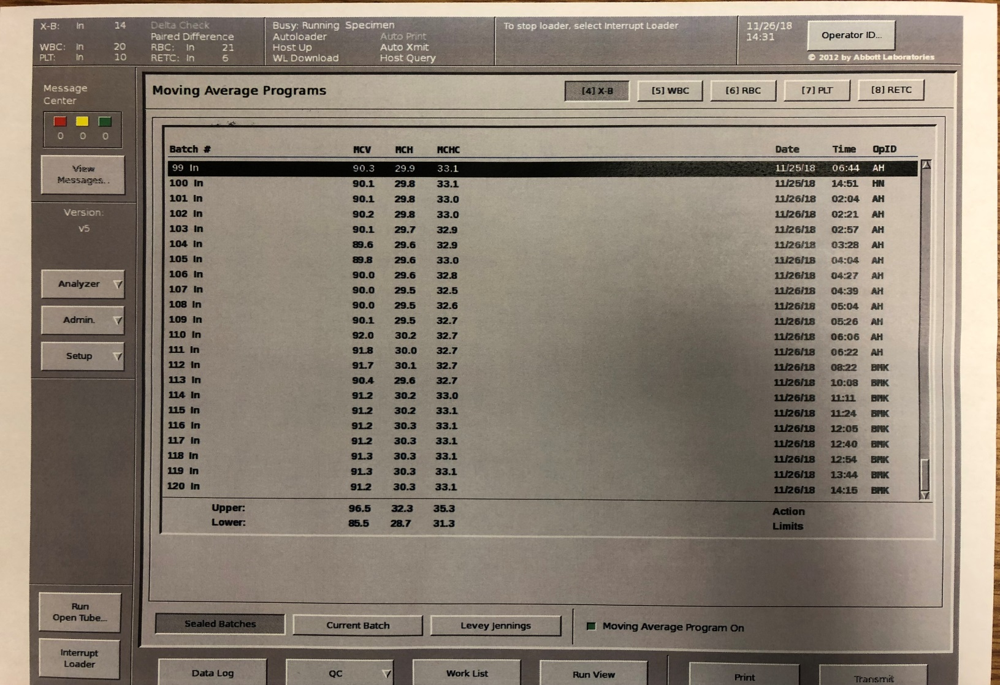 X-B: In 14 Delta Check Busy: Running Specimen To stop loader, select Interrupt Loader 11/26/18 Operator ID...
Paired Difference Autoloader Auto Print 14:31
WBC: In 20 RBC: In 21 Host Up Auto Xmit
PLT: In 10 RETC: In 6 WL Download Host Query © 2012 by Abbott Laboratories
Message
Center
0 0 0
View
Messages..
Version:
v5
Analyzer
Admin.
Setup
Run
Open Tube...
Interrupt
Loader
Moving Average Programs [4] X-B [5] WBC [6] RBC [7] PLT [8] RETC
Batch # MCV MCH MCHC Date Time OpID
99 In 90.3 29.9 33.1 11/25/18 06:44 AH
100 In 90.1 29.8 33.1 11/25/18 14:51 HN
101 In 90.1 29.8 33.0 11/26/18 02:04 AH
102 In 90.2 29.8 33.0 11/26/18 02:21 AH
103 In 90.1 29.7 32.9 11/26/18 02:57 AH
104 In 89.6 29.6 32.9 11/26/18 03:28 AH
105 In 89.8 29.6 33.0 11/26/18 04:04 AH
106 In 90.0 29.6 32.8 11/26/18 04:27 AH
107 In 90.0 29.5 32.5 11/26/18 04:39 AH
108 In 90.0 29.5 32.6 11/26/18 05:04 AH
109 In 90.1 29.5 32.7 11/26/18 05:26 AH
110 In 92.0 30.2 32.7 11/26/18 06:06 AH
111 In 91.8 30.0 32.7 11/26/18 06:22 AH
112 In 91.7 30.1 32.7 11/26/18 08:22 BMK
113 In 90.4 29.6 32.7 11/26/18 10:08 BMK
114 In 91.2 30.2 33.0 11/26/18 11:11 BMK
115 In 91.2 30.2 33.1 11/26/18 11:24 BMK
116 In 91.2 30.3 33.1 11/26/18 12:05 BMK
117 In 91.2 30.3 33.1 11/26/18 12:40 BMK
118 In 91.3 30.3 33.1 11/26/18 12:54 BMK
119 In 91.3 30.3 33.1 11/26/18 13:44 BMK
120 In 91.2 30.3 33.1 11/26/18 14:15 BMK
Upper: 96.5 32.3 35.3 Action
Lower: 85.5 28.7 31.3 Limits
Sealed Batches Current Batch Levey Jennings Moving Average Program On
Data Log QC Work List Run View Print Transmit